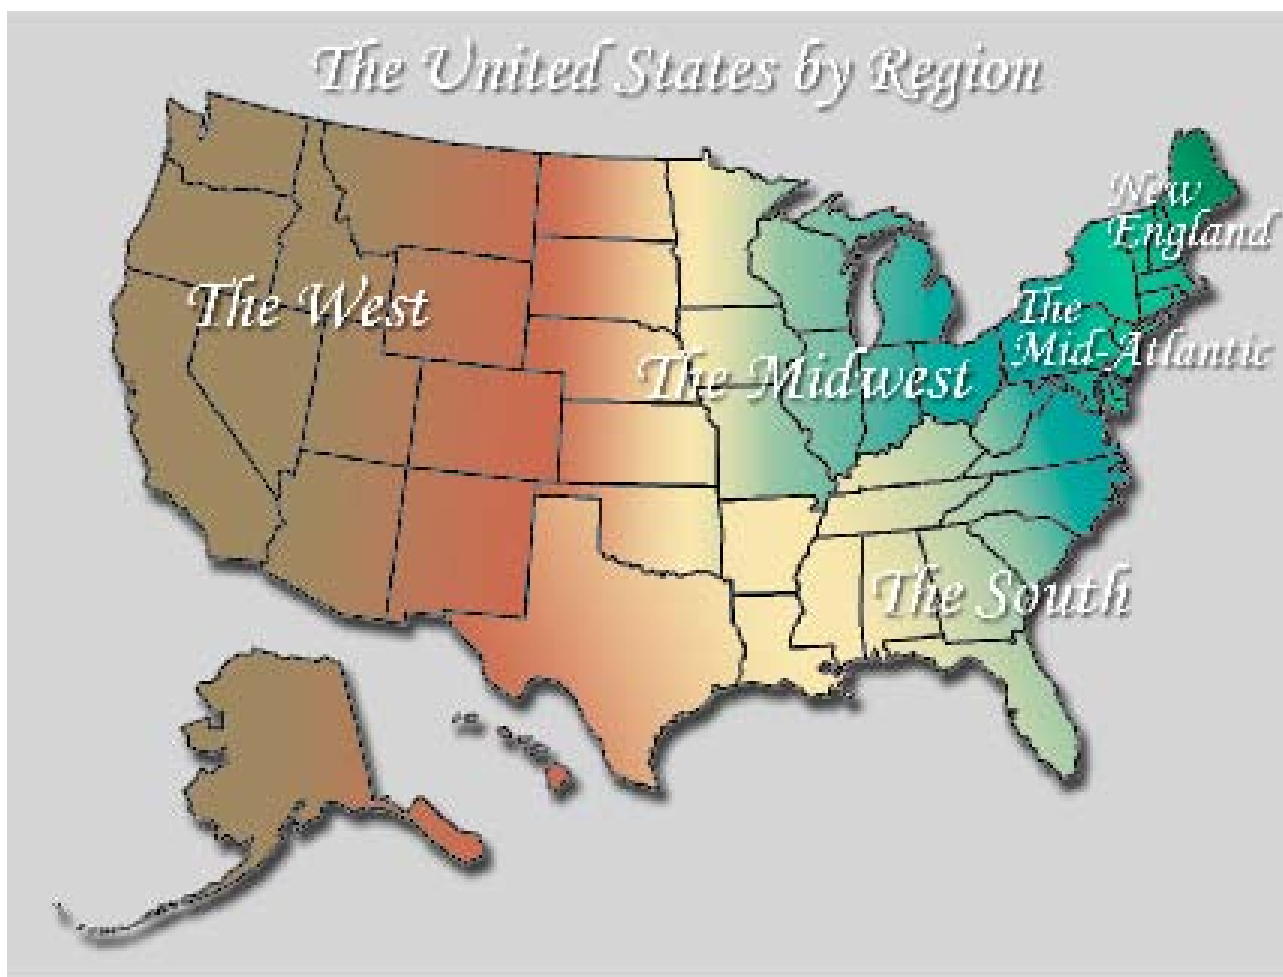 The United States by Region
New
England
The West
The
Mid-Atlantic
The Midwest
The South